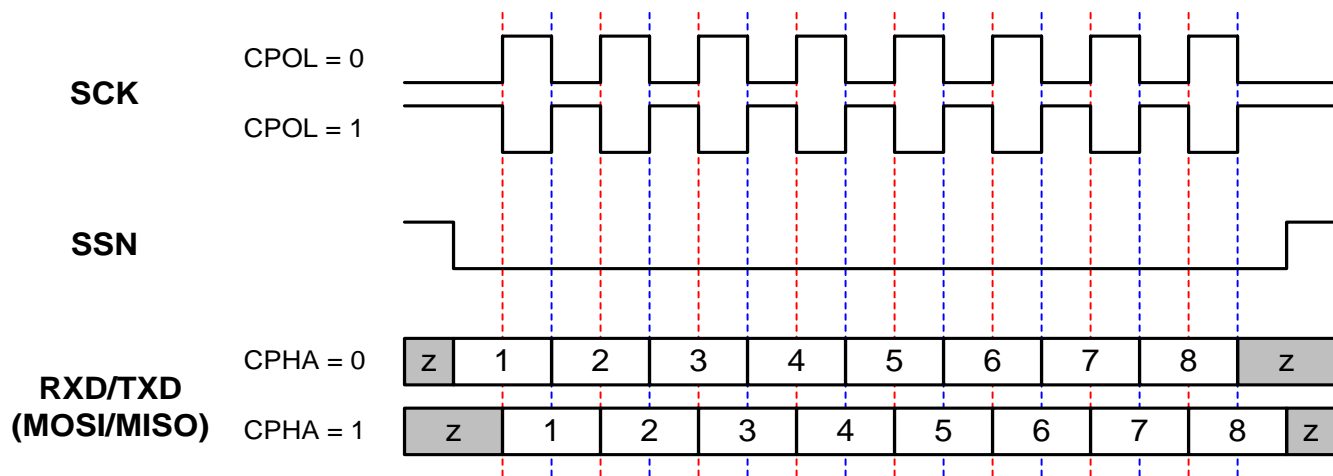 CPOL = 0
SCK
CPOL = 1
SSN
CPHA = 0
z 1 2 3 4 5 6 7 8 z
RXD/TXD
(MOSI/MISO)
CPHA = 1
z 1 2 3 4 5 6 7 8 z